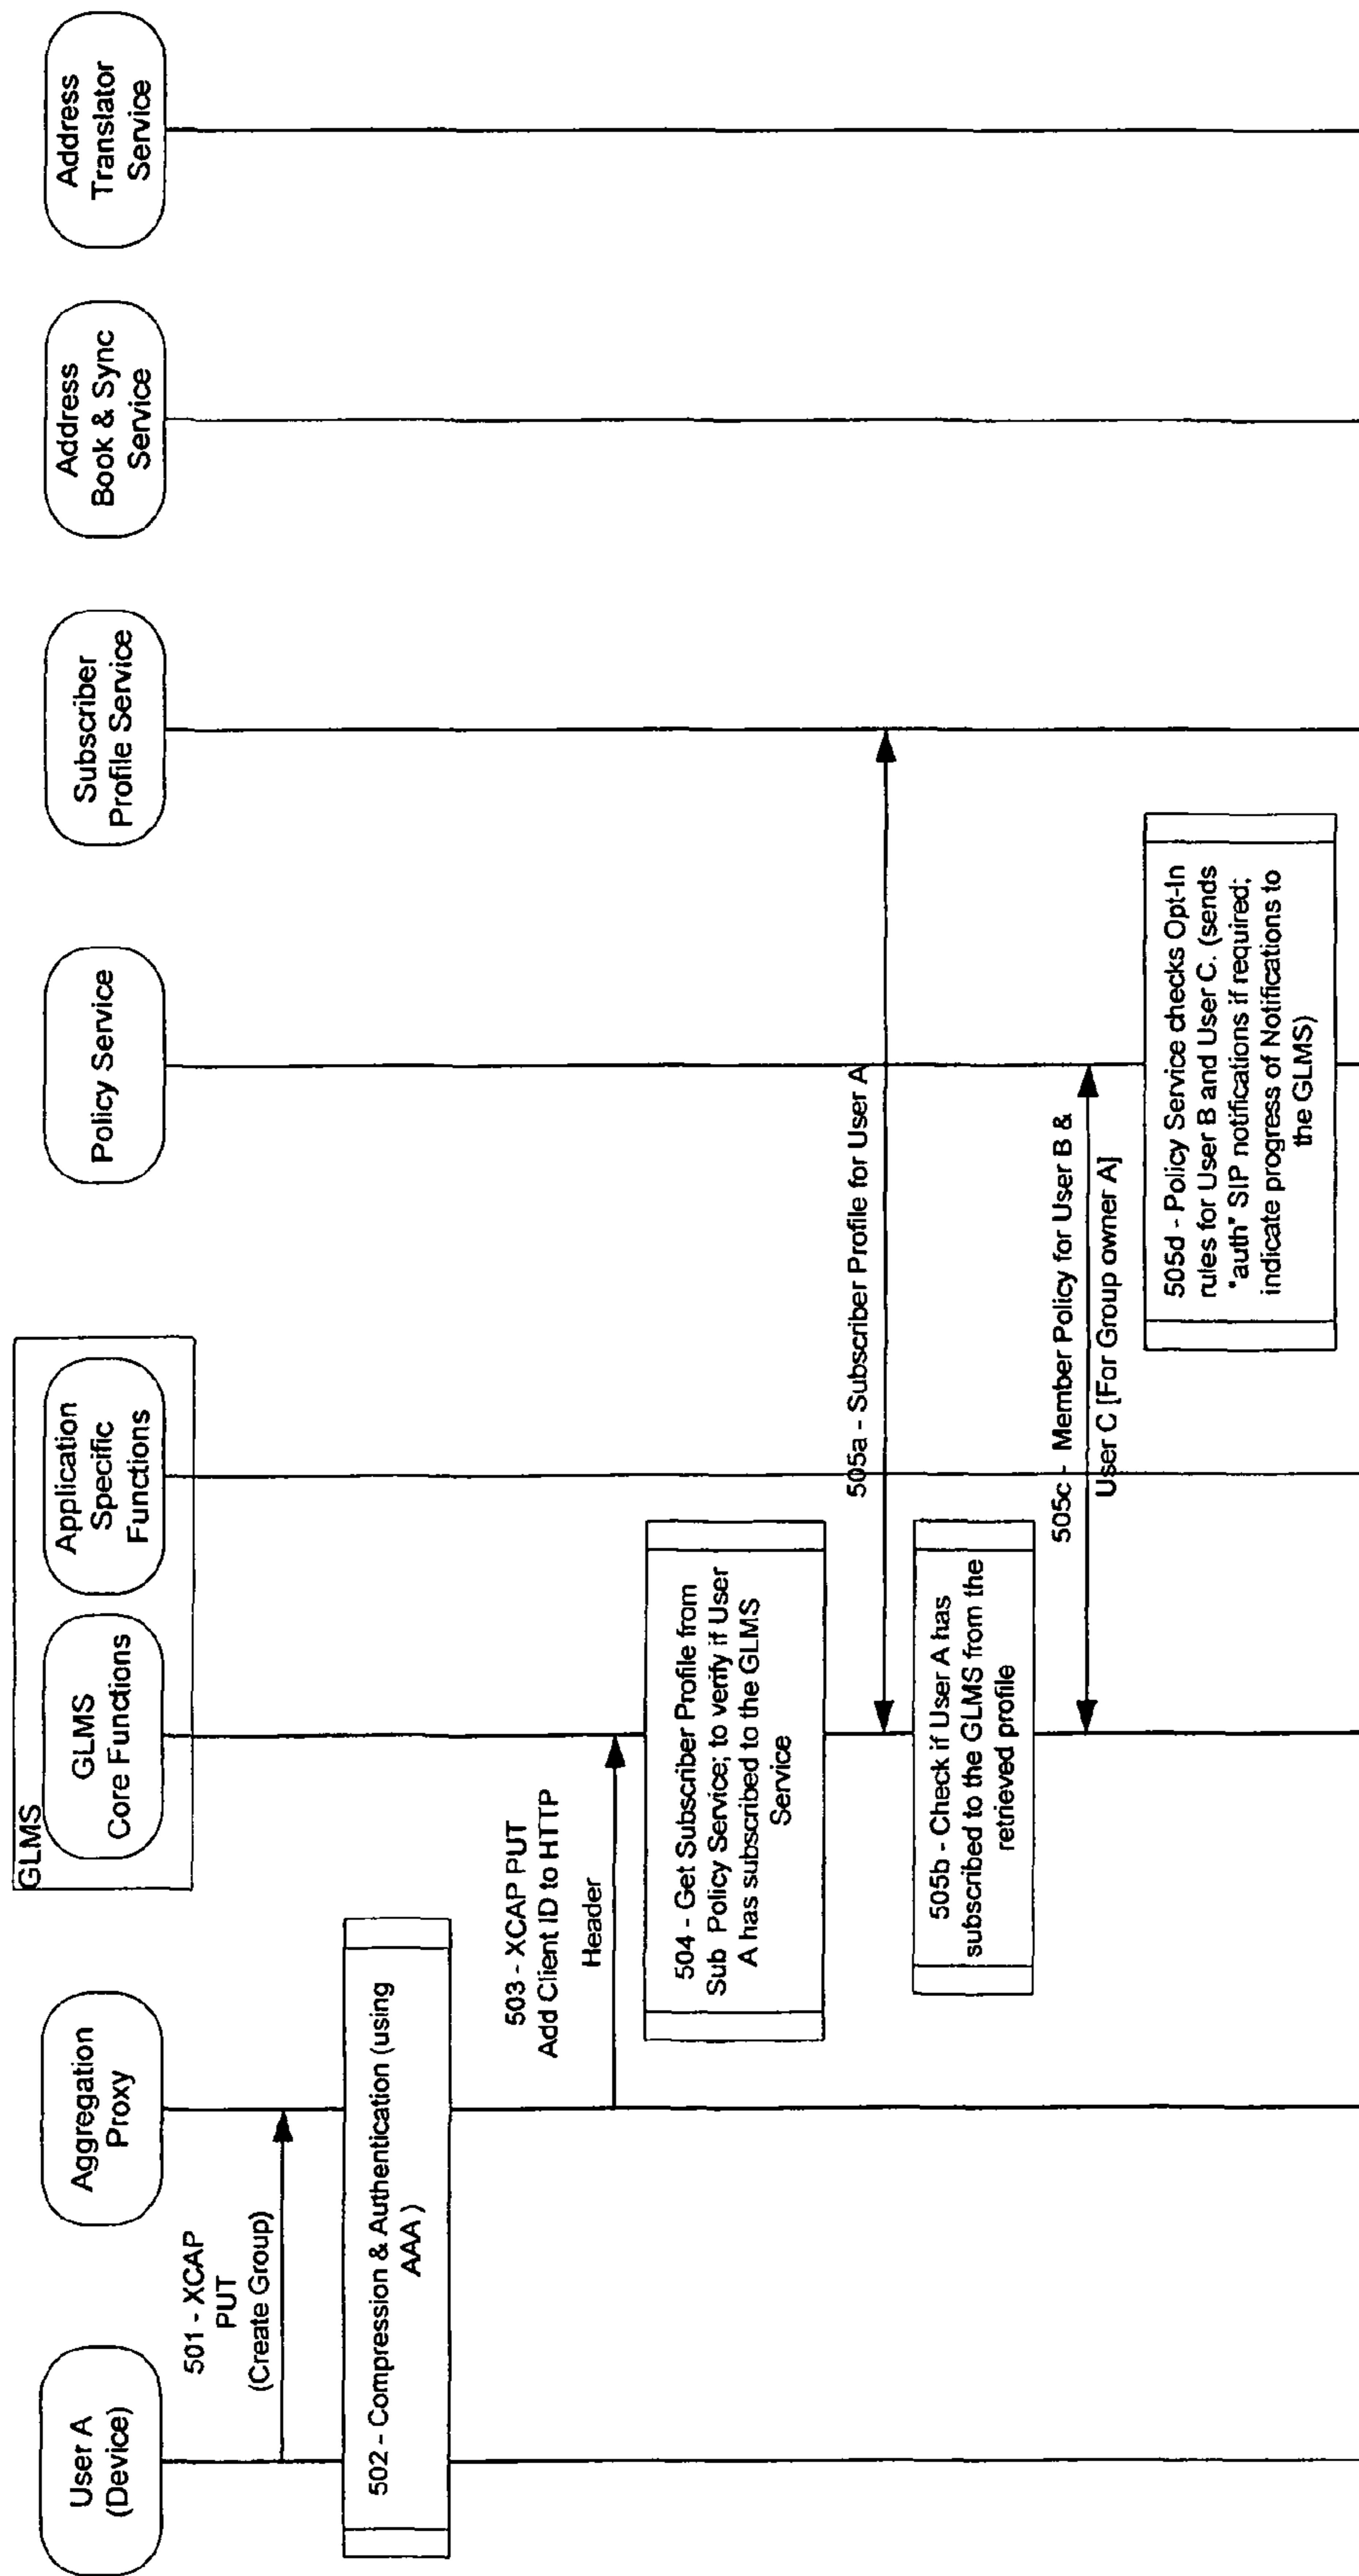 User A
(Device)
Aggregation
Proxy
GLMS
GLMS
Core Functions
Application
Specific
Functions
Policy Service
Subscriber
Profile Service
Address
Book & Sync
Service
Address
Translator
Service
501 - XCAP
PUT
(Create Group)
502 - Compression & Authentication (using
AAA )
503 - XCAP PUT
Add Client ID to HTTP
Header
504 - Get Subscriber Profile from
Sub Policy Service; to verify if User
A has subscribed to the GLMS
Service
505a - Subscriber Profile for User A
505b - Check if User A has
subscribed to the GLMS from the
retrieved profile
505c - Member Policy for User B &
User C [For Group owner A]
505d - Policy Service checks Opt-In
rules for User B and User C. (sends
"auth" SIP notifications if required;
indicate progress of Notifications to
the GLMS)